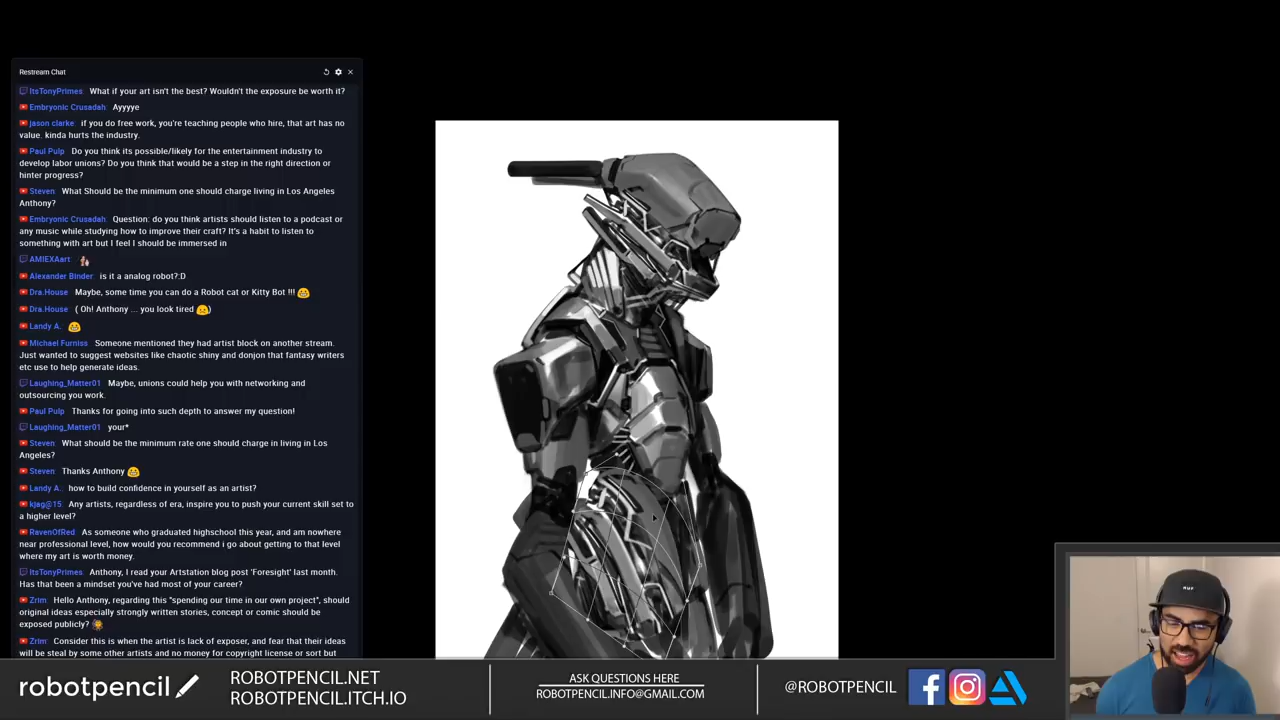 Restream Chat
ItsTonyPrimes What if your art isn't the best? Wouldn't the exposure be worth it?
Embryonic Crusadah Ayyyye
jason clarke if you do free work, you're teaching people who hire, that art has no
value. kinda hurts the industry.
Paul Pulp Do you think its possible/likely for the entertainment industry to
develop labor unions? Do you think that would be a step in the right direction or
hinter progress?
Steven What Should be the minimum one should charge living in Los Angeles
Anthony?
Embryonic Crusadah Question: do you think artists should listen to a podcast or
any music while studying how to improve their craft? It's a habit to listen to
something with art but I feel I should be immersed in
AMIEXAart
Alexander Binder is it a analog robot?:D
Dra.House Maybe, some time you can do a Robot cat or Kitty Bot !!!
Dra.House ( Oh! Anthony ... you look tired )
Landy A.
Michael Furniss Someone mentioned they had artist block on another stream.
Just wanted to suggest websites like chaotic shiny and donjon that fantasy writers
etc use to help generate ideas.
Laughing_Matter01 Maybe, unions could help you with networking and
outsourcing you work.
Paul Pulp Thanks for going into such depth to answer my question!
Laughing_Matter01 your*
Steven What should be the minimum rate one should charge in living in Los
Angeles?
Steven Thanks Anthony
Landy A. how to build confidence in yourself as an artist?
kjag@15 Any artists, regardless of era, inspire you to push your current skill set to
a higher level?
RavenOfRed As someone who graduated highschool this year, and am nowhere
near professional level, how would you recommend i go about getting to that level
where my art is worth money.
ItsTonyPrimes Anthony, I read your Artstation blog post 'Foresight' last month.
Has that been a mindset you've had most of your career?
Zrim Hello Anthony, regarding this "spending our time in our own project", should
original ideas especially strongly written stories, concept or comic should be
exposed publicly?
Zrim Consider this is when the artist is lack of exposer, and fear that their ideas
will be steal by some other artists and no money for copyright license or sort but
robotpencil
ROBOTPENCIL.NET
ROBOTPENCIL.ITCH.IO
ASK QUESTIONS HERE
ROBOTPENCIL.INFO@GMAIL.COM
@ROBOTPENCIL